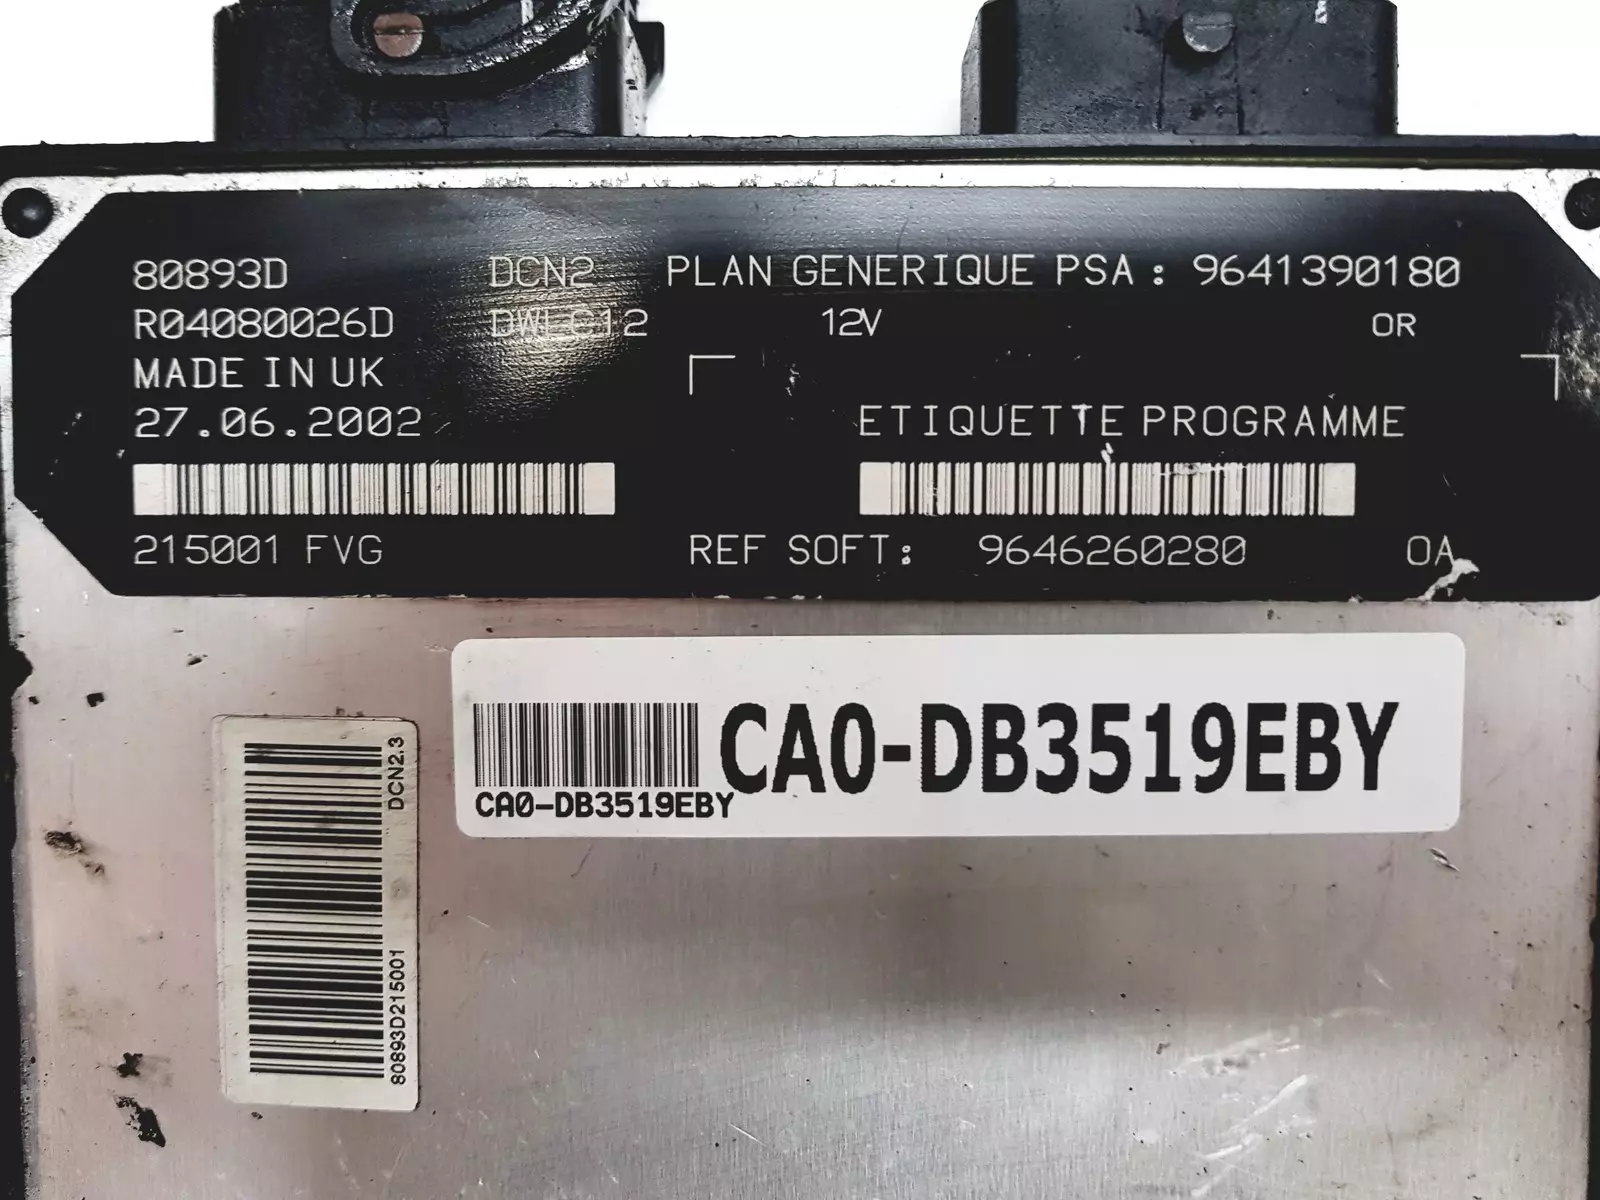 80893D DCN2 PLAN GENERIQUE PSA: 9641390180
R04080026D DWLC12 12V OR
MADE IN UK
27.06.2002 ETIQUETTE PROGRAMME
215001 FVG REF SOFT: 9646260280 OA
CA0-DB3519EBY
CA0-DB3519EBY
DCN2.3
80893D215001